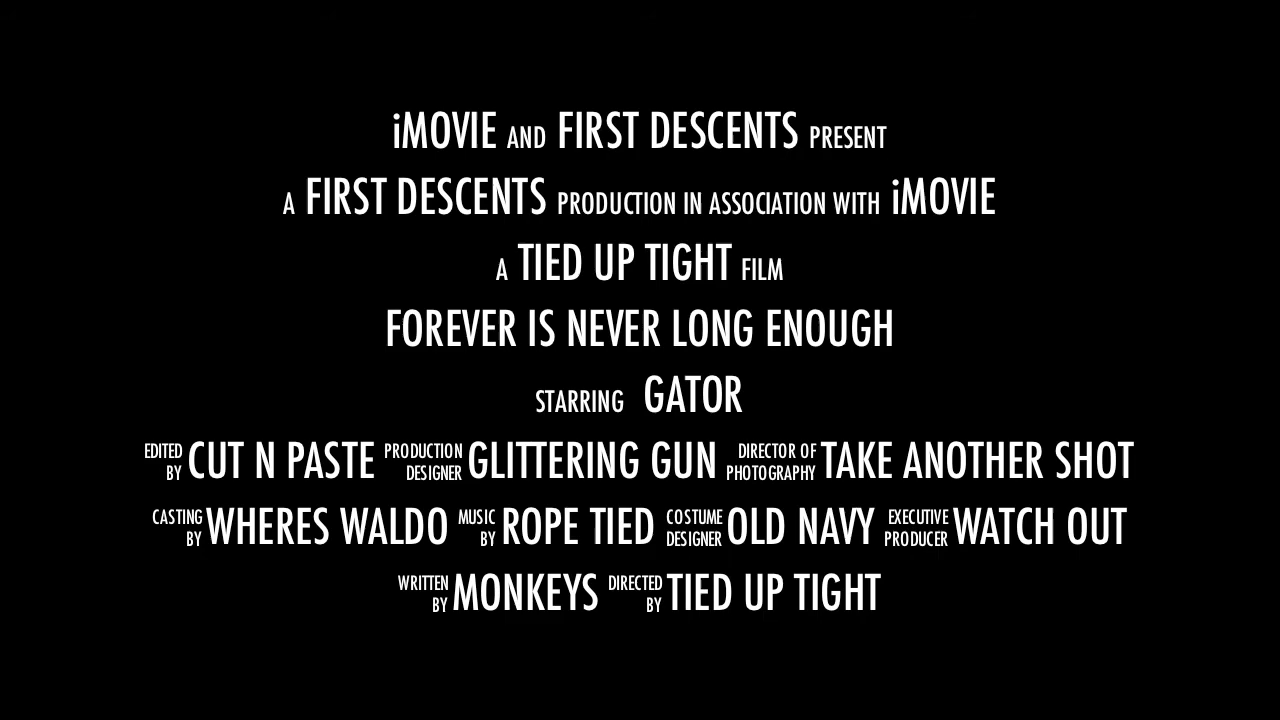 iMOVIE AND FIRST DESCENTS PRESENT
A FIRST DESCENTS PRODUCTION IN ASSOCIATION WITH iMOVIE
A TIED UP TIGHT FILM
FOREVER IS NEVER LONG ENOUGH
STARRING GATOR
EDITED BY CUT N PASTE PRODUCTION DESIGNER GLITTERING GUN DIRECTOR OF PHOTOGRAPHY TAKE ANOTHER SHOT
CASTING BY WHERES WALDO MUSIC BY ROPE TIED COSTUME DESIGNER OLD NAVY EXECUTIVE PRODUCER WATCH OUT
WRITTEN BY MONKEYS DIRECTED BY TIED UP TIGHT